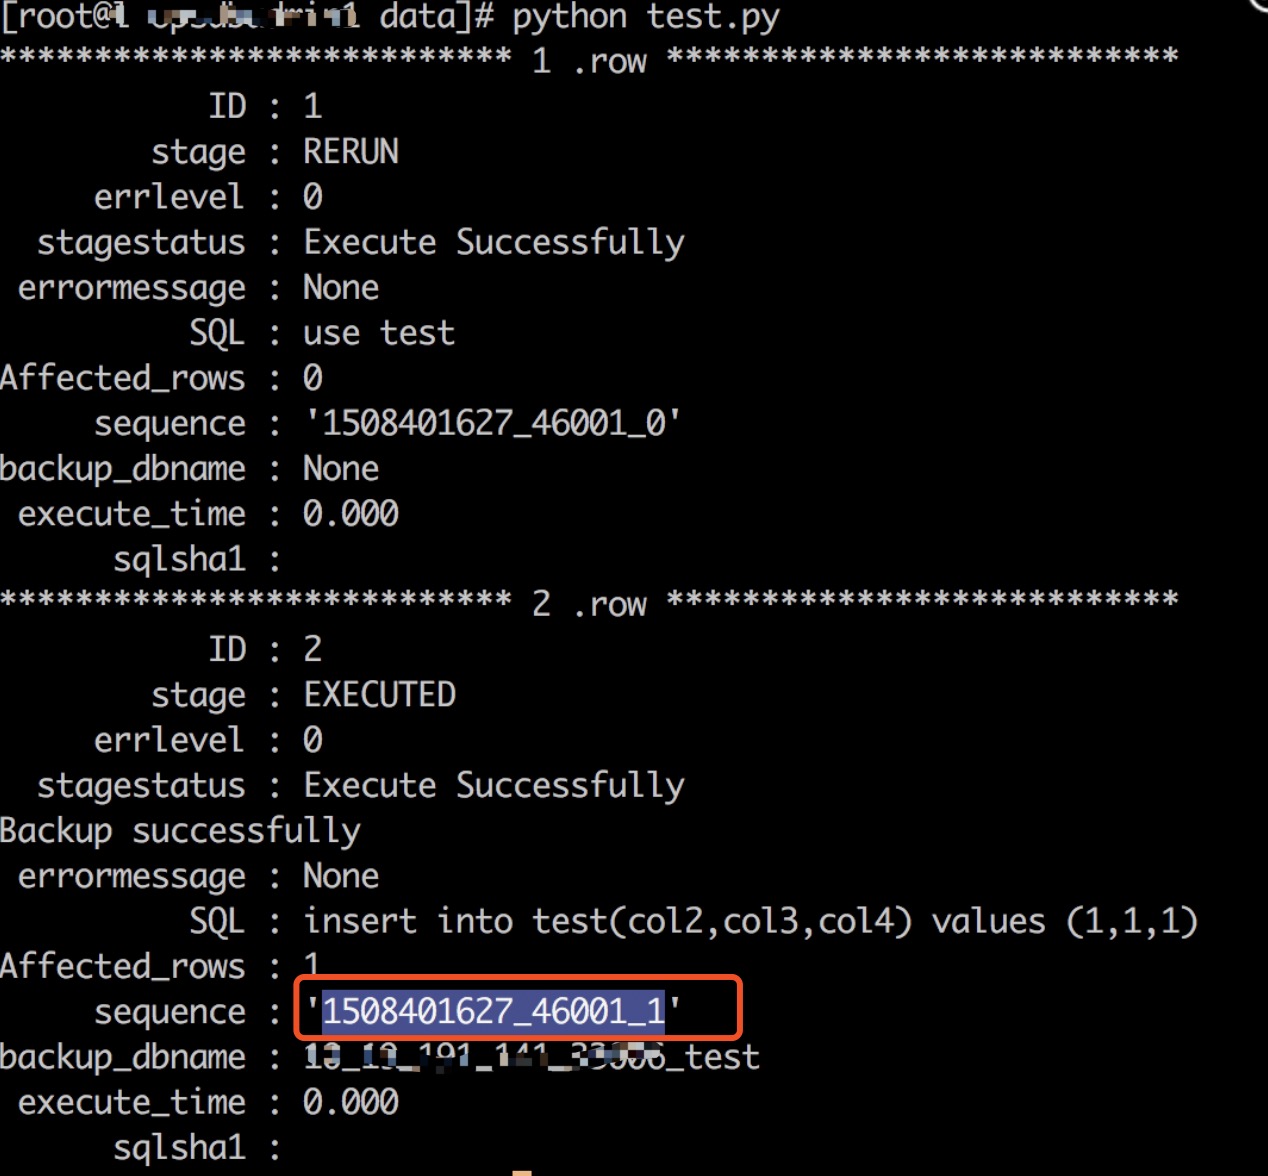 [root@ data]# python test.py
*************************** 1 .row ***************************
ID : 1
stage : RERUN
errlevel : 0
stagestatus : Execute Successfully
errormessage : None
SQL : use test
Affected_rows : 0
sequence : '1508401627_46001_0'
backup_dbname : None
execute_time : 0.000
sqlsha1 :
*************************** 2 .row ***************************
ID : 2
stage : EXECUTED
errlevel : 0
stagestatus : Execute Successfully
Backup successfully
errormessage : None
SQL : insert into test(col2,col3,col4) values (1,1,1)
Affected_rows : 1
sequence : '1508401627_46001_1'
backup_dbname : _test
execute_time : 0.000
sqlsha1 :